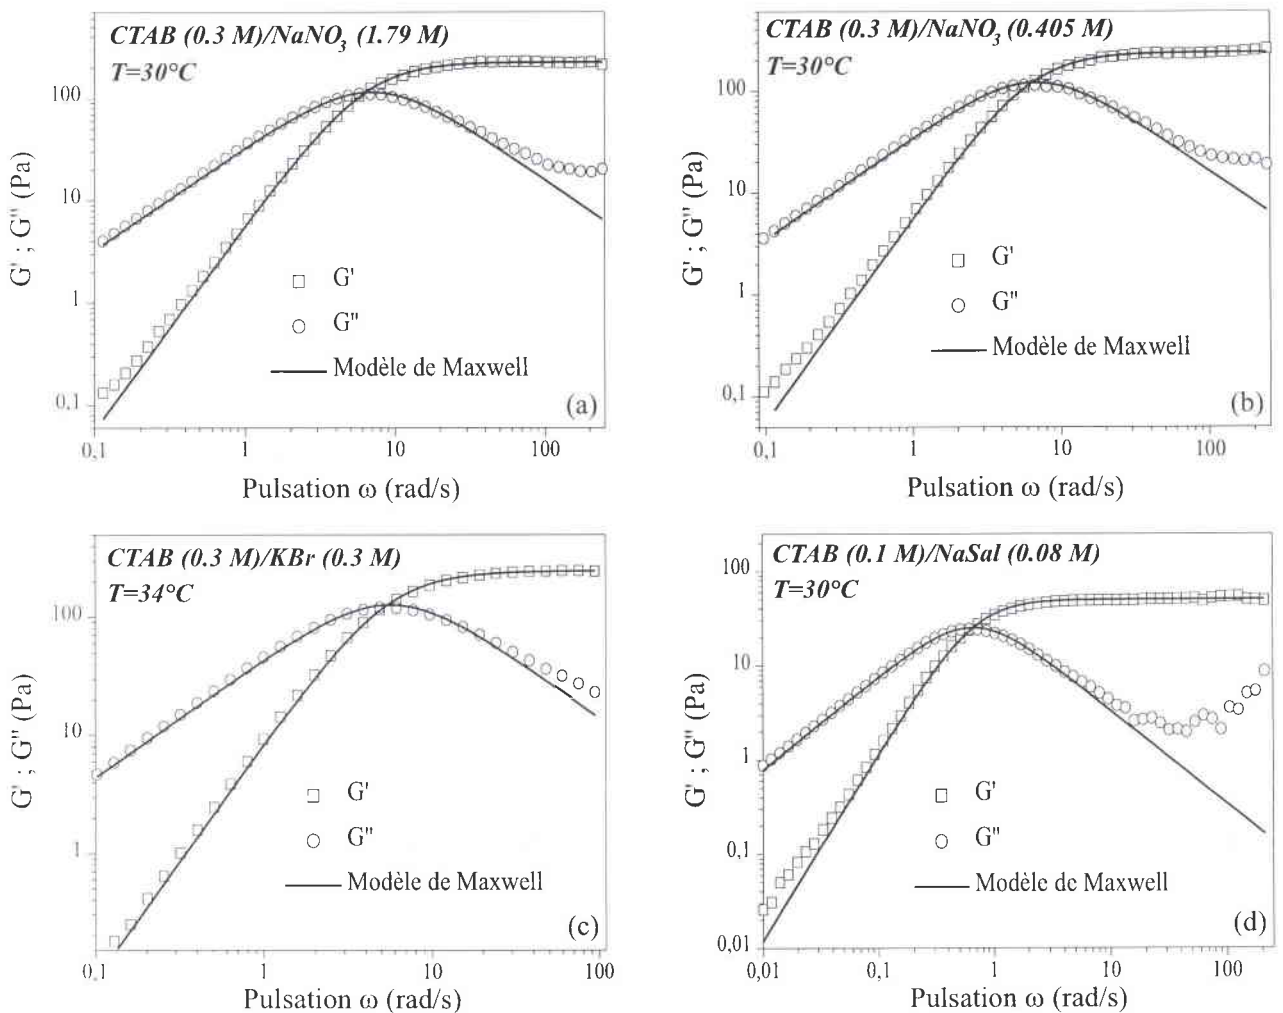 CTAB (0.3 M)/NaNO3 (1.79 M)
T=30°C
G' ; G'' (Pa)
100
10
1
0,1
G'
G''
Modèle de Maxwell
(a)
0,1
1
10
100
Pulsation ω (rad/s)
CTAB (0.3 M)/NaNO3 (0.405 M)
T=30°C
G' ; G'' (Pa)
100
10
1
0,1
G'
G''
Modèle de Maxwell
(b)
0,1
1
10
100
Pulsation ω (rad/s)
CTAB (0.3 M)/KBr (0.3 M)
T=34°C
G' ; G'' (Pa)
100
10
1
G'
G''
Modèle de Maxwell
(c)
0,1
1
10
100
Pulsation ω (rad/s)
CTAB (0.1 M)/NaSal (0.08 M)
T=30°C
G' ; G'' (Pa)
100
10
1
0,1
0,01
G'
G''
Modèle de Maxwell
(d)
0,01
0,1
1
10
100
Pulsation ω (rad/s)